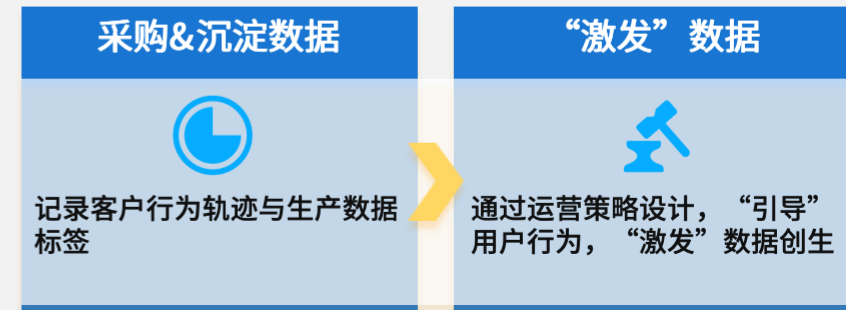 采购&沉淀数据
“激发”数据
记录客户行为轨迹与生产数据
标签
通过运营策略设计，“引导”
用户行为，“激发”数据创生